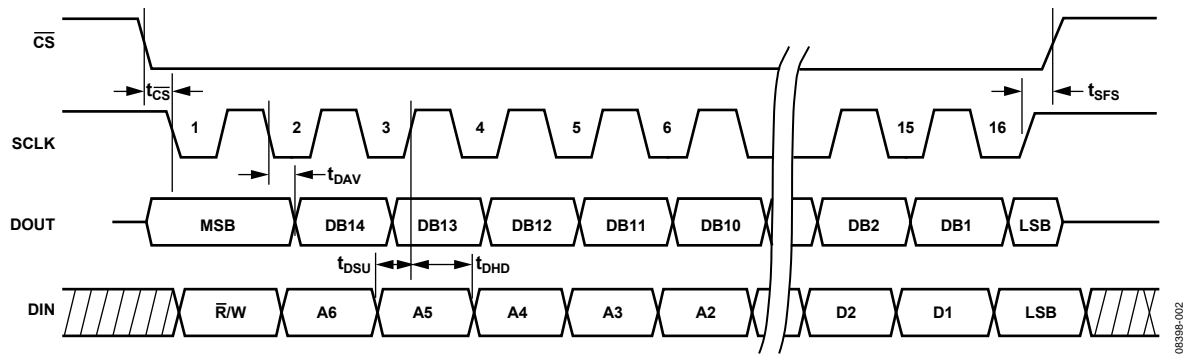 CS
tCS
tSFS
SCLK
1 2 3 4 5 6 15 16
tDAV
DOUT
MSB DB14 DB13 DB12 DB11 DB10 DB2 DB1 LSB
tDSU tDHD
DIN
R/W A6 A5 A4 A3 A2 D2 D1 LSB
08398-002